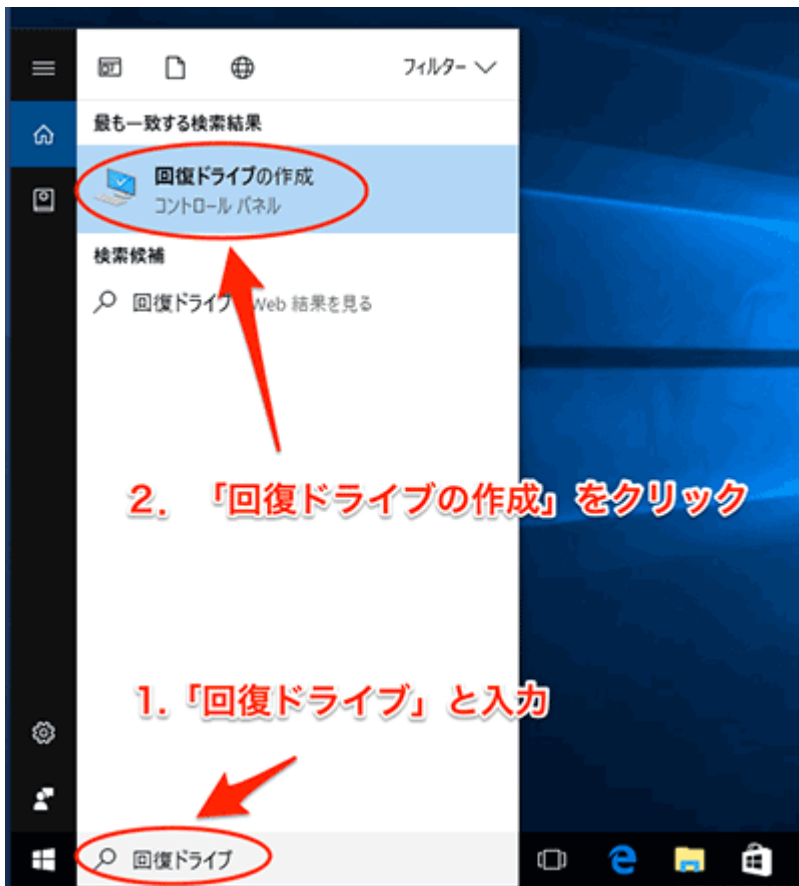 フィルター
最も一致する検索結果
回復ドライブの作成
コントロール パネル
検索候補
回復ドライブ Web 結果を見る
2. 「回復ドライブの作成」をクリック
1.「回復ドライブ」と入力
回復ドライブ